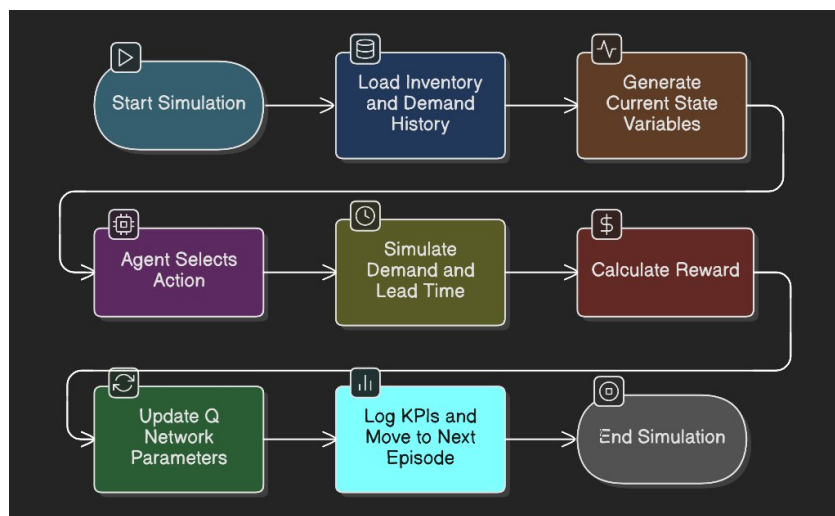 Start Simulation
Load Inventory
and Demand
History
Generate
Current State
Variables
Agent Selects
Action
Simulate
Demand and
Lead Time
$
Calculate Reward
Update Q
Network
Parameters
Log KPIs and
Move to Next
Episode
End Simulation